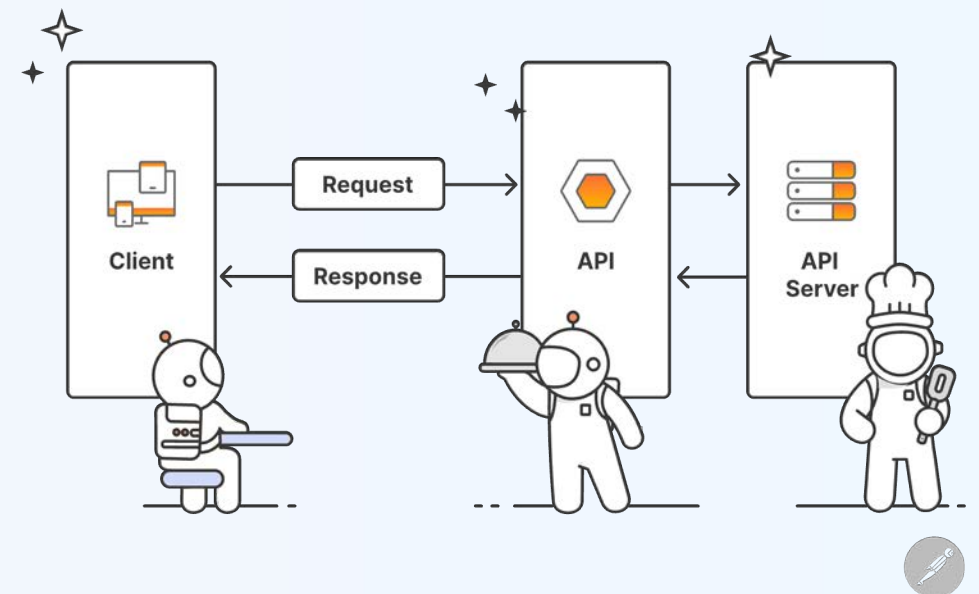 Request
Response
Client
API
API
Server